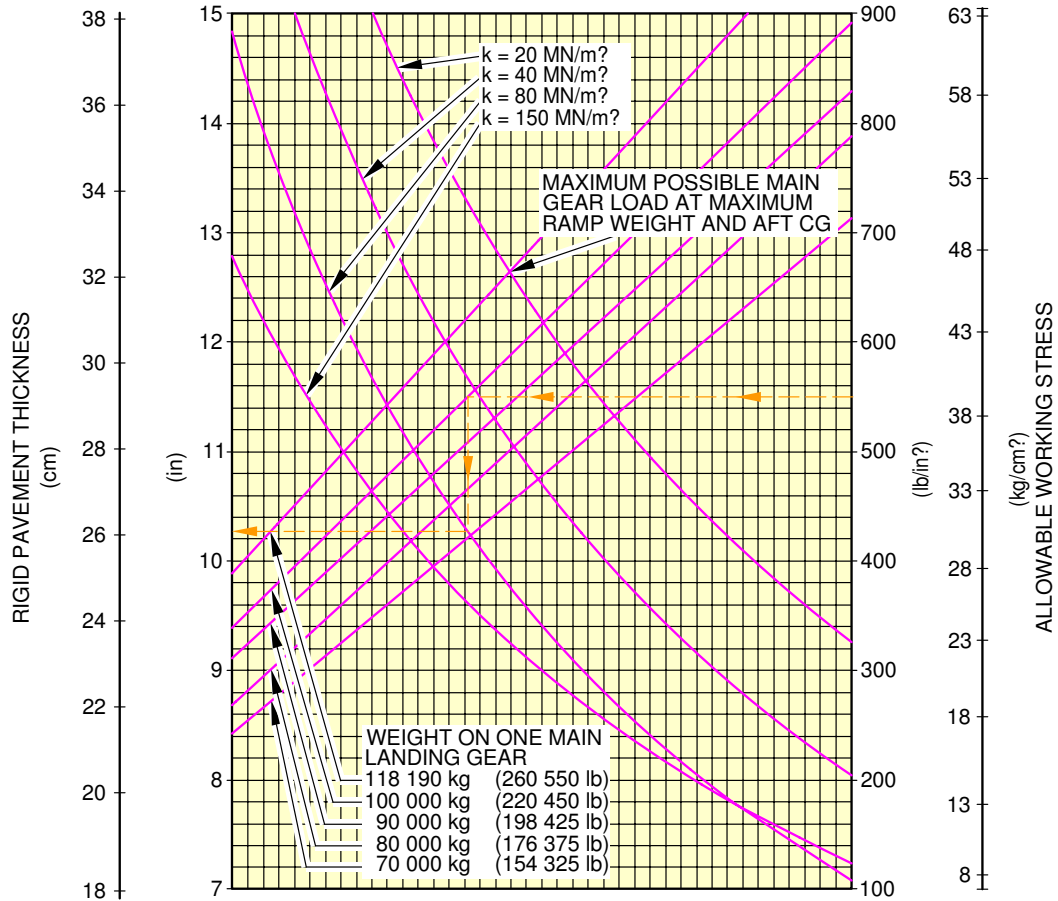 RIGID PAVEMENT THICKNESS
(cm)
38
36
34
32
30
28
26
24
22
20
18
(in)
15
14
13
12
11
10
9
8
7
k = 20 MN/m?
k = 40 MN/m?
k = 80 MN/m?
k = 150 MN/m?
MAXIMUM POSSIBLE MAIN
GEAR LOAD AT MAXIMUM
RAMP WEIGHT AND AFT CG
WEIGHT ON ONE MAIN
LANDING GEAR
118 190 kg (260 550 lb)
100 000 kg (220 450 lb)
90 000 kg (198 425 lb)
80 000 kg (176 375 lb)
70 000 kg (154 325 lb)
900
800
700
600
500
400
300
200
100
(lb/in?)
63
58
53
48
43
38
33
28
23
18
13
8
(kg/cm?)
ALLOWABLE WORKING STRESS